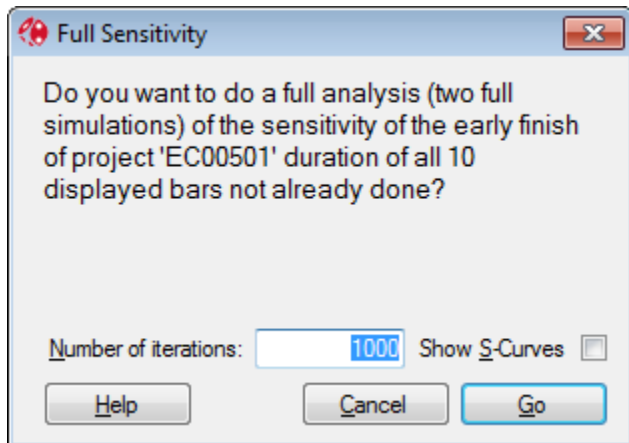 Full Sensitivity
Do you want to do a full analysis (two full
simulations) of the sensitivity of the early finish
of project 'EC00501' duration of all 10
displayed bars not already done?
Number of iterations: 1000 Show S-Curves
Help Cancel Go